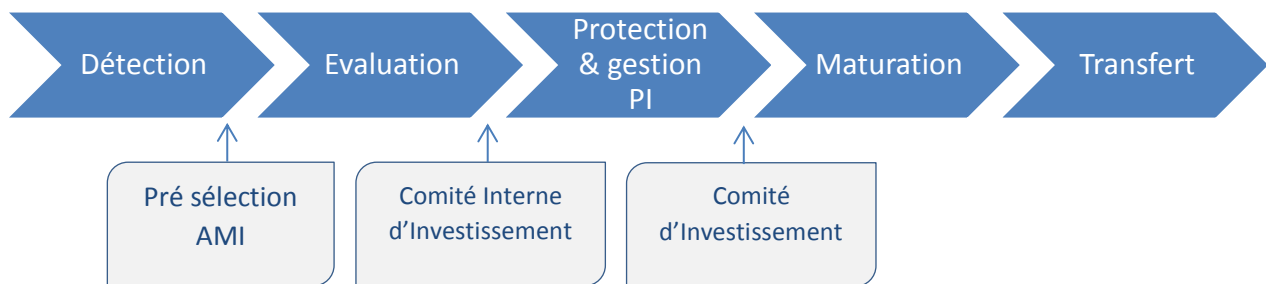 Détection
Evaluation
Protection
& gestion
PI
Maturation
Transfert
Pré sélection
AMI
Comité Interne
d’Investissement
Comité
d’Investissement